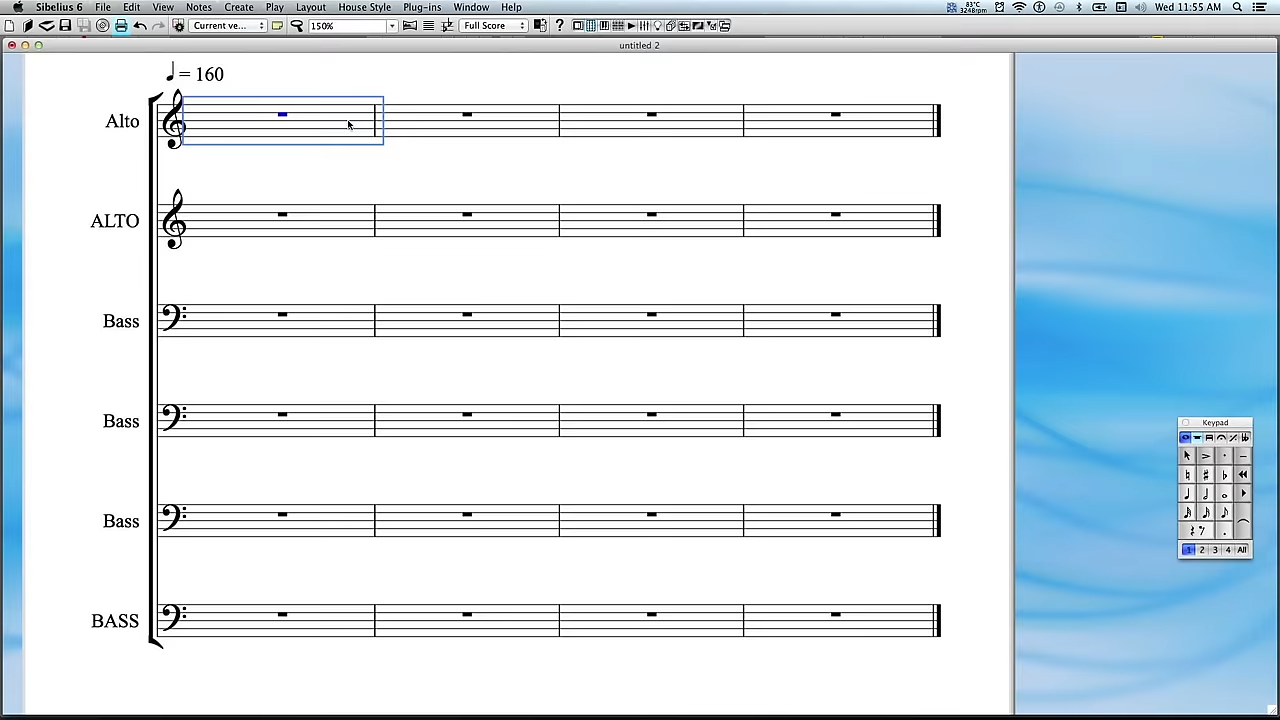 Sibelius 6 File Edit View Notes Create Play Layout House Style Plug-ins Window Help 83°C 3248rpm Wed 11:55 AM
Current ve... 150% Full Score
untitled 2
= 160
Alto
ALTO
Bass
Bass
Bass
BASS
Keypad
1 2 3 4 All